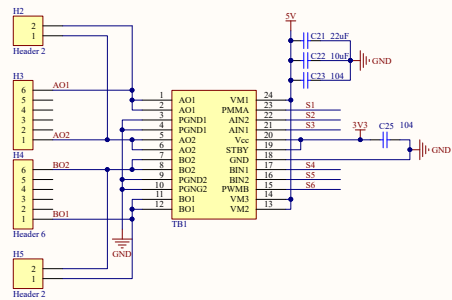 H2
2
1
Header 2
5V
C21 22uF
C22 10uF
C23 104
GND
H3
6
5
4
3
2
1
AO1
AO2
H4
6
5
4
3
2
1
BO2
BO1
Header 6
H5
2
1
Header 2
GND
1 AO1 VM1 24
2 AO1 PMMA 23 S1
3 PGND1 AIN2 22 S2
4 PGND1 AIN1 21 S3
5 AO2 Vcc 20
6 AO2 STBY 19
7 BO2 GND 18
8 BO2 BIN1 17 S4
9 PGND2 BIN2 16 S5
10 PGNG2 PWMB 15 S6
11 BO1 VM3 14
12 BO1 VM2 13
TB1
3V3
C25 104
GND